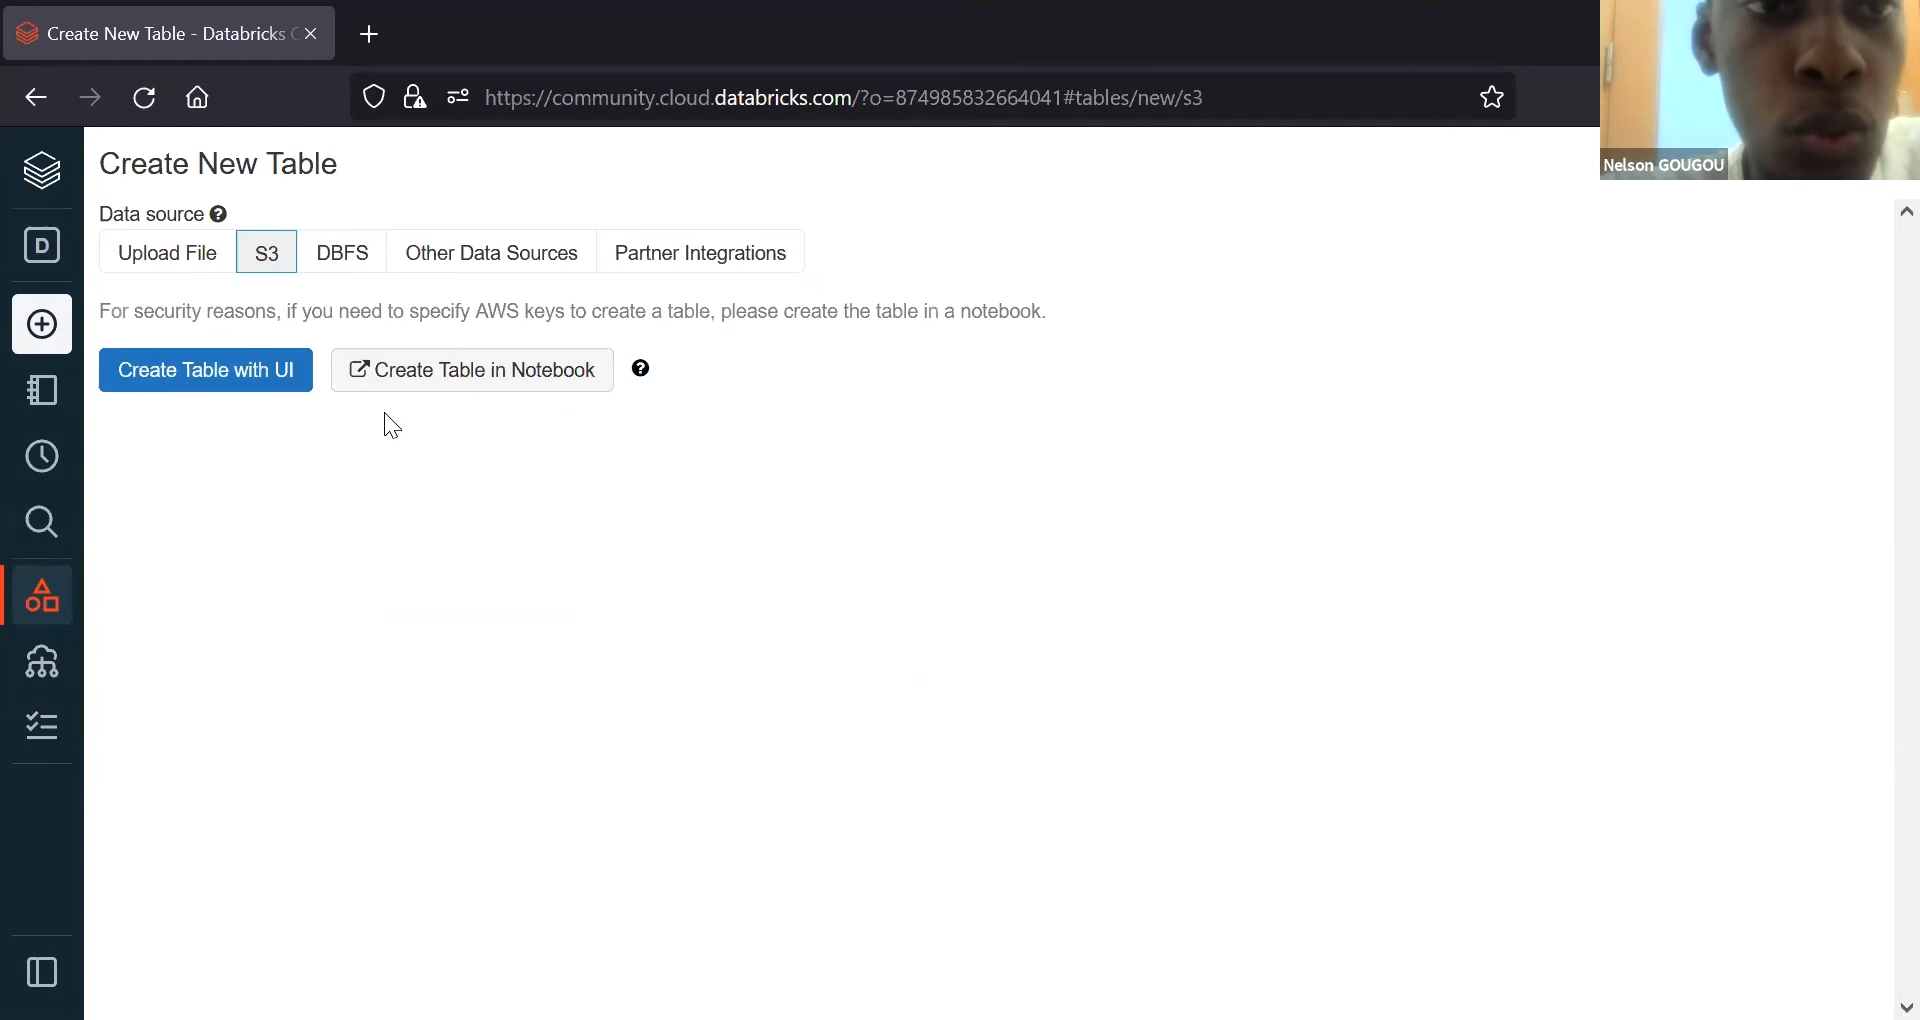 Create New Table - Databricks C
https://community.cloud.databricks.com/?o=874985832664041#tables/new/s3
Nelson GOUGOU
D
Create New Table
Data source ?
Upload File S3 DBFS Other Data Sources Partner Integrations
For security reasons, if you need to specify AWS keys to create a table, please create the table in a notebook.
Create Table with UI Create Table in Notebook ?